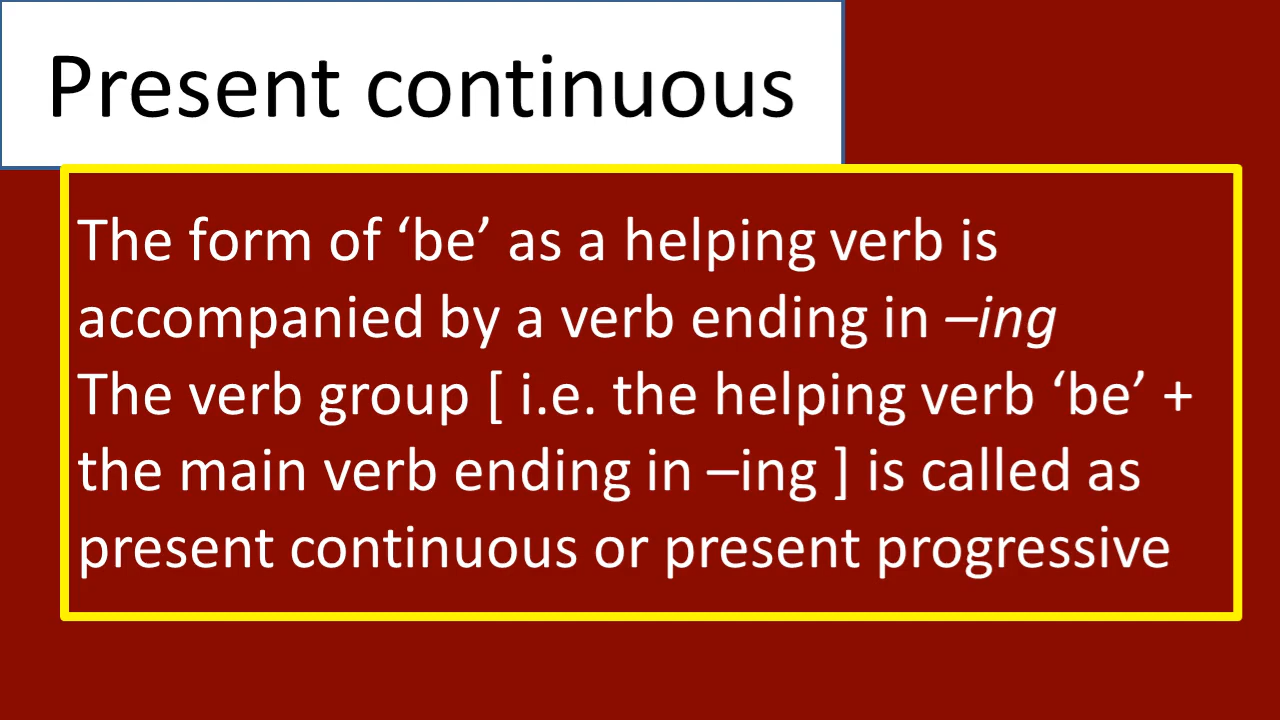 Present continuous
The form of ‘be’ as a helping verb is
accompanied by a verb ending in –ing
The verb group [ i.e. the helping verb ‘be’ +
the main verb ending in –ing ] is called as
present continuous or present progressive